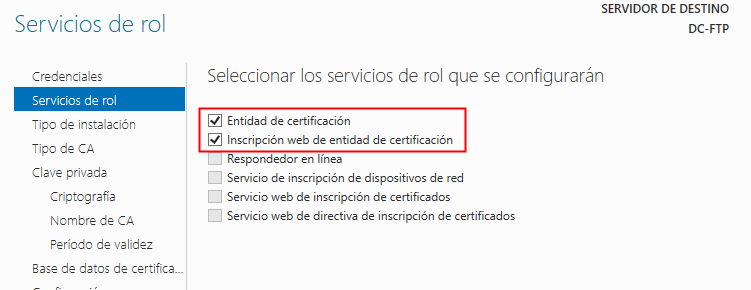 Servicios de rol
SERVIDOR DE DESTINO
DC-FTP
Credenciales
Servicios de rol
Tipo de instalación
Tipo de CA
Clave privada
Criptografía
Nombre de CA
Período de validez
Base de datos de certifica...
Seleccionar los servicios de rol que se configurarán
Entidad de certificación
Inscripción web de entidad de certificación
Respondedor en línea
Servicio de inscripción de dispositivos de red
Servicio web de inscripción de certificados
Servicio web de directiva de inscripción de certificados